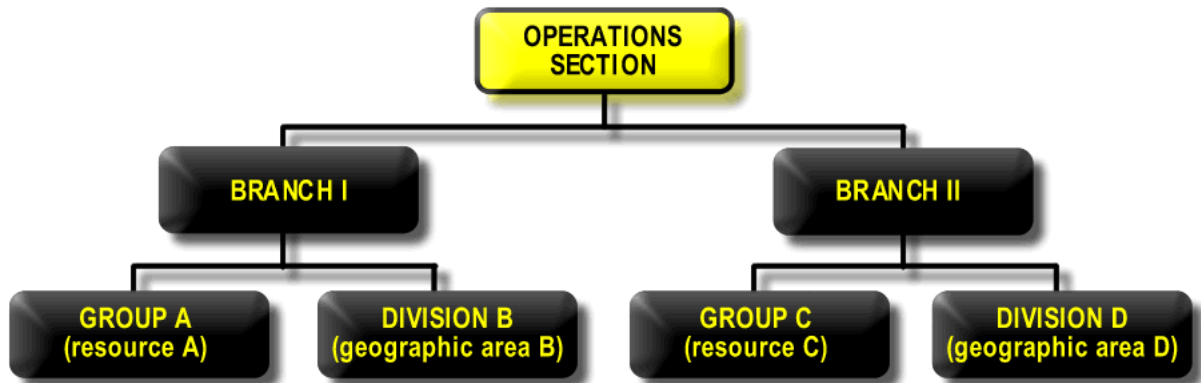 OPERATIONS
SECTION
BRANCH I
BRANCH II
GROUP A
(resource A)
DIVISION B
(geographic area B)
GROUP C
(resource C)
DIVISION D
(geographic area D)